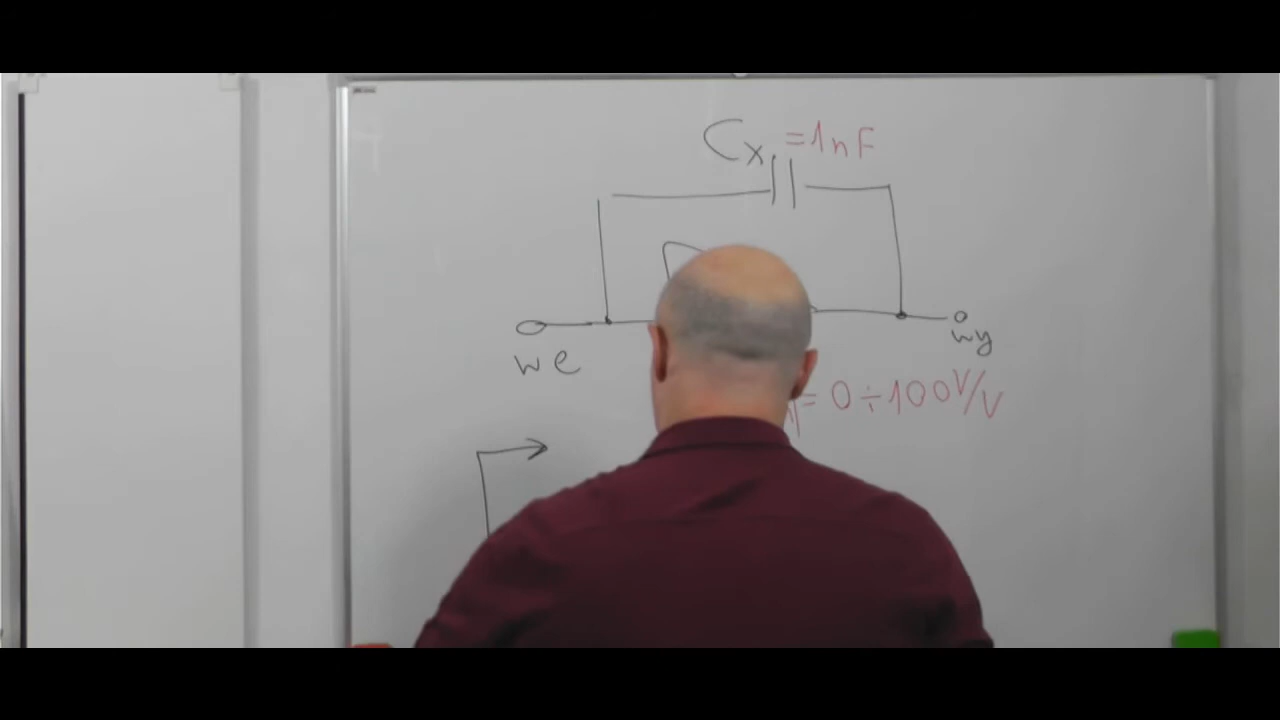 Cx =1nF
we
wy
= 0÷100V/V